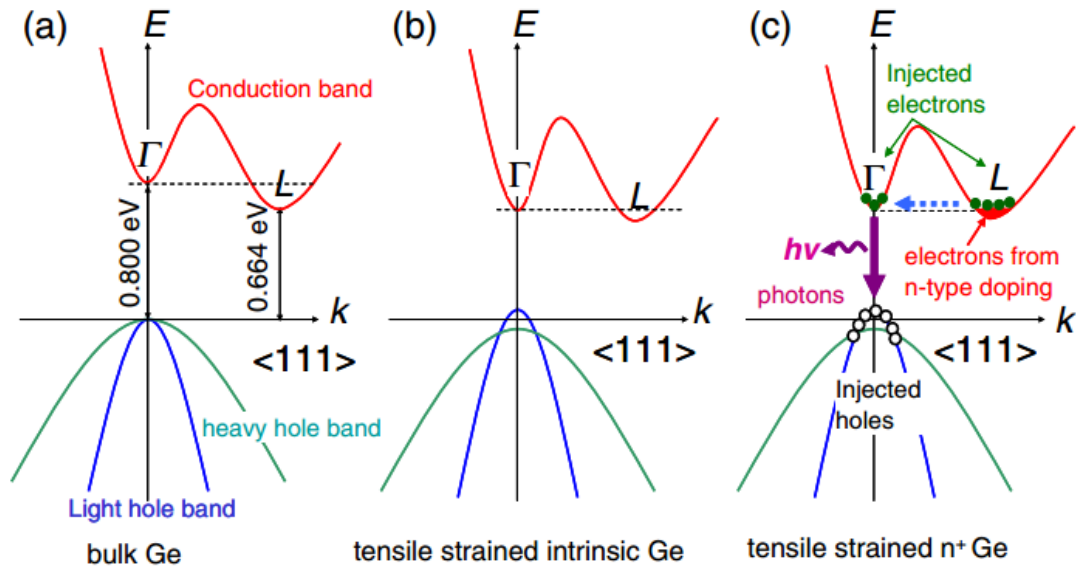 (a)
E
Conduction band
Γ
L
0.800 eV
0.664 eV
k
<111>
heavy hole band
Light hole band
bulk Ge
(b)
E
Γ
L
k
<111>
tensile strained intrinsic Ge
(c)
E
Injected
electrons
Γ
L
hν
electrons from
n-type doping
photons
k
<111>
Injected
holes
tensile strained n⁺ Ge